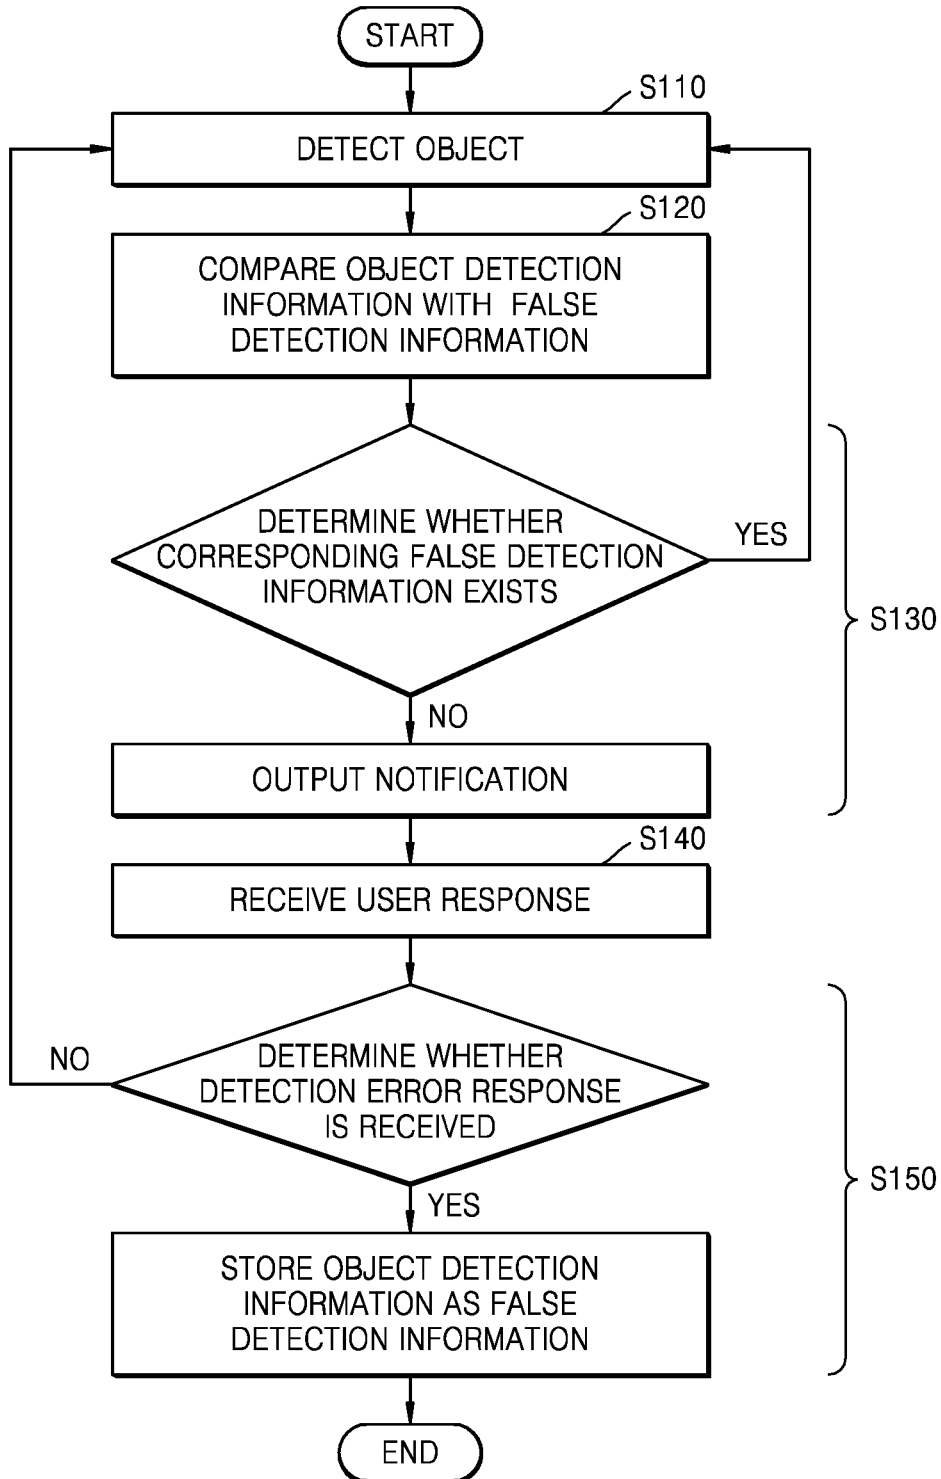 START
S110
DETECT OBJECT
S120
COMPARE OBJECT DETECTION
INFORMATION WITH FALSE
DETECTION INFORMATION
DETERMINE WHETHER
CORRESPONDING FALSE DETECTION
INFORMATION EXISTS
YES
S130
NO
OUTPUT NOTIFICATION
S140
RECEIVE USER RESPONSE
DETERMINE WHETHER
DETECTION ERROR RESPONSE
IS RECEIVED
NO
S150
YES
STORE OBJECT DETECTION
INFORMATION AS FALSE
DETECTION INFORMATION
END